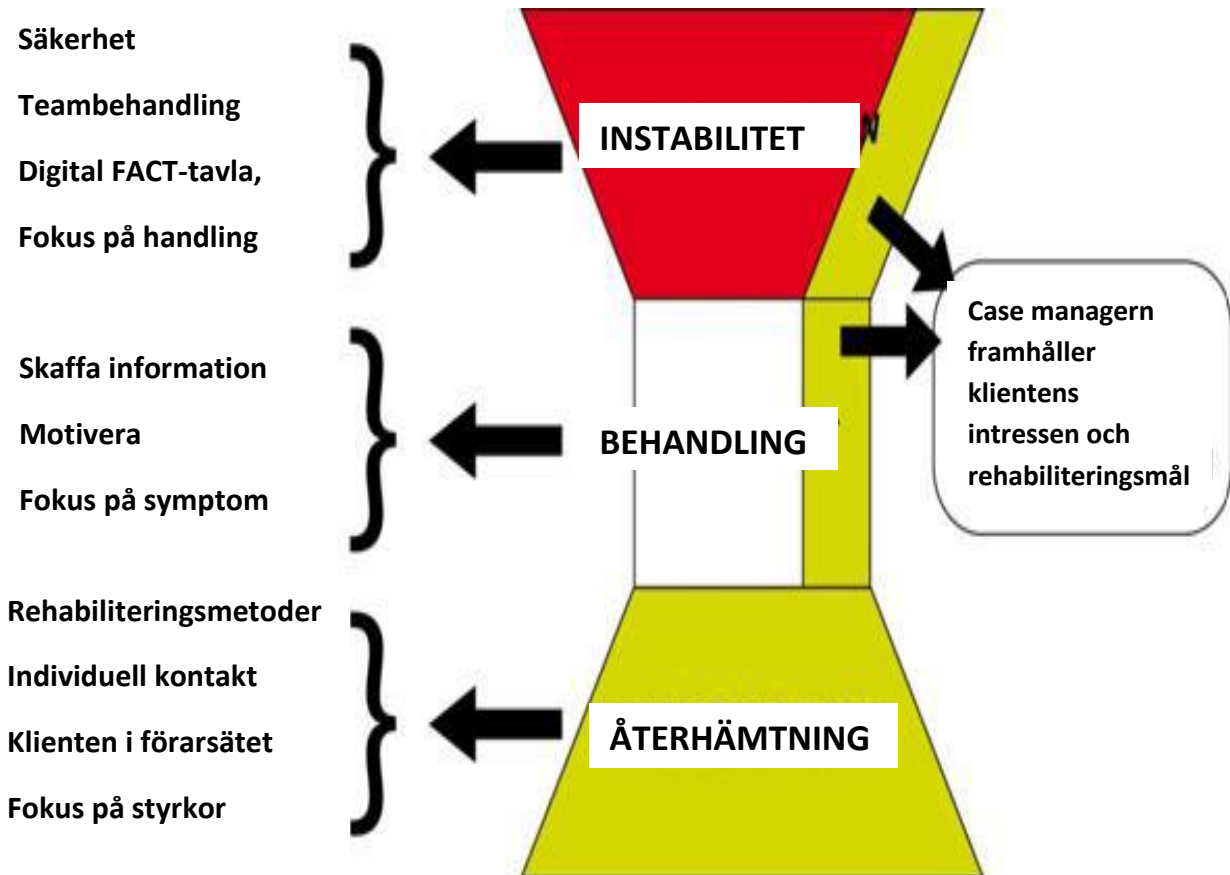 Säkerhet
Teambehandling
Digital FACT-tavla,
Fokus på handling
INSTABILITET
N
Case managern
framhåller
klientens
intressen och
rehabiliteringsmål
Skaffa information
Motivera
Fokus på symptom
BEHANDLING
Rehabiliteringsmetoder
Individuell kontakt
Klienten i förarsätet
Fokus på styrkor
ÅTERHÄMTNING